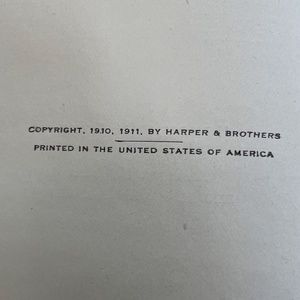 COPYRIGHT, 1910, 1911, BY HARPER & BROTHERS
PRINTED IN THE UNITED STATES OF AMERICA